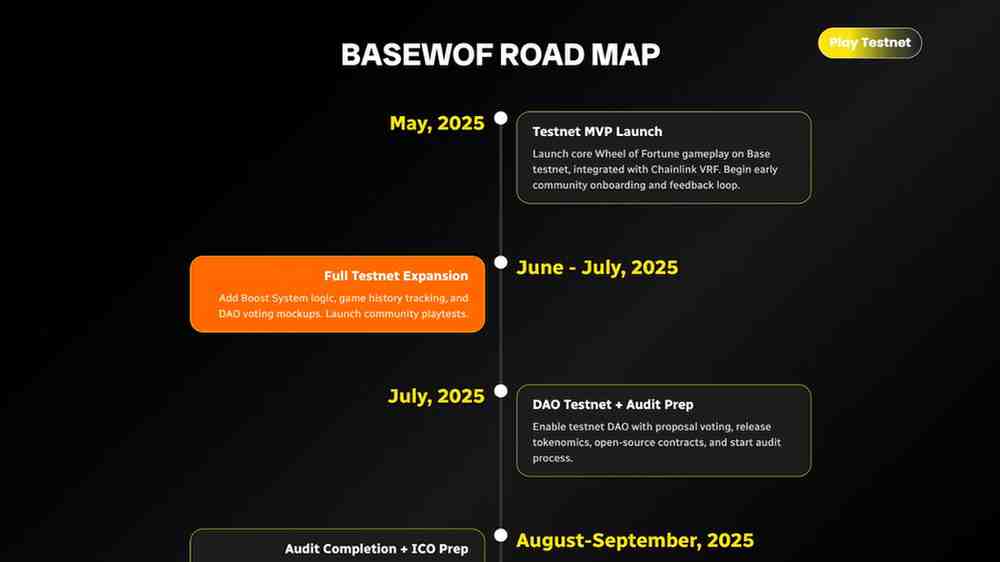 BASEWOF ROAD MAP
Play Testnet
May, 2025
Testnet MVP Launch
Launch core Wheel of Fortune gameplay on Base
testnet, integrated with Chainlink VRF. Begin early
community onboarding and feedback loop.
June - July, 2025
Full Testnet Expansion
Add Boost System logic, game history tracking, and
DAO voting mockups. Launch community playtests.
July, 2025
DAO Testnet + Audit Prep
Enable testnet DAO with proposal voting, release
tokenomics, open-source contracts, and start audit
process.
August-September, 2025
Audit Completion + ICO Prep